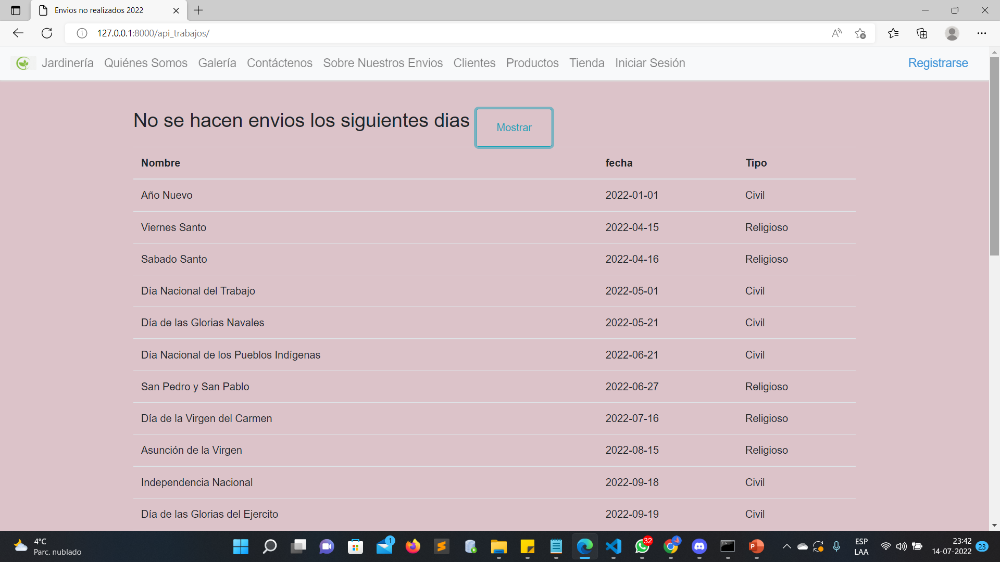 Envios no realizados 2022
127.0.0.1:8000/api_trabajos/
Jardinería Quiénes Somos Galería Contáctenos Sobre Nuestros Envios Clientes Productos Tienda Iniciar Sesión Registrarse
No se hacen envios los siguientes dias Mostrar
Nombre fecha Tipo
Año Nuevo 2022-01-01 Civil
Viernes Santo 2022-04-15 Religioso
Sabado Santo 2022-04-16 Religioso
Día Nacional del Trabajo 2022-05-01 Civil
Día de las Glorias Navales 2022-05-21 Civil
Día Nacional de los Pueblos Indígenas 2022-06-21 Civil
San Pedro y San Pablo 2022-06-27 Religioso
Día de la Virgen del Carmen 2022-07-16 Religioso
Asunción de la Virgen 2022-08-15 Religioso
Independencia Nacional 2022-09-18 Civil
Día de las Glorias del Ejercito 2022-09-19 Civil
4°C
Parc. nublado
1
32
ESP
LAA
23:42
14-07-2022
23